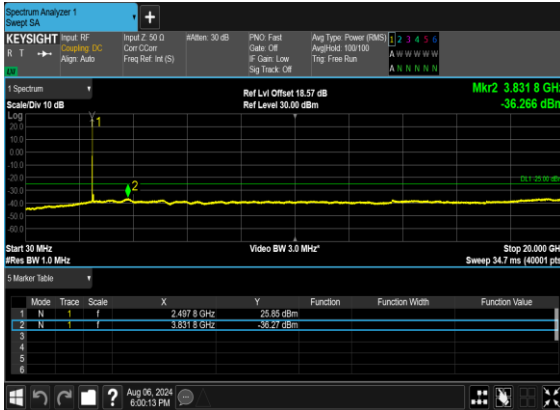 Spectrum Analyzer 1
Swept SA
+
KEYSIGHT Input: RF Input Z: 50 Ω #Atten: 30 dB PNO: Fast Avg Type: Power (RMS) 1 2 3 4 5 6
R T Coupling: DC Corr CCorr Gate: Off Avg|Hold: 100/100 A W W W W W
Align: Auto Freq Ref: Int (S) IF Gain: Low Trig: Free Run
LV Sig Track: Off A N N N N N
1 Spectrum Ref Lvl Offset 18.57 dB Mkr2 3.831 8 GHz
Scale/Div 10 dB Ref Level 30.00 dBm -36.266 dBm
Log
1
20.0
10.0
0.00
-10.0
DL1 -25.00 dBm
-20.0
2
-30.0
-40.0
-50.0
-60.0
Start 30 MHz Video BW 3.0 MHz* Stop 20.000 GHz
#Res BW 1.0 MHz Sweep 34.7 ms (40001 pts)
5 Marker Table
Mode Trace Scale X Y Function Function Width Function Value
1 N 1 f 2.497 8 GHz 25.85 dBm
2 N 1 f 3.831 8 GHz -36.27 dBm
3
4
5
6
? Aug 06, 2024
6:00:13 PM